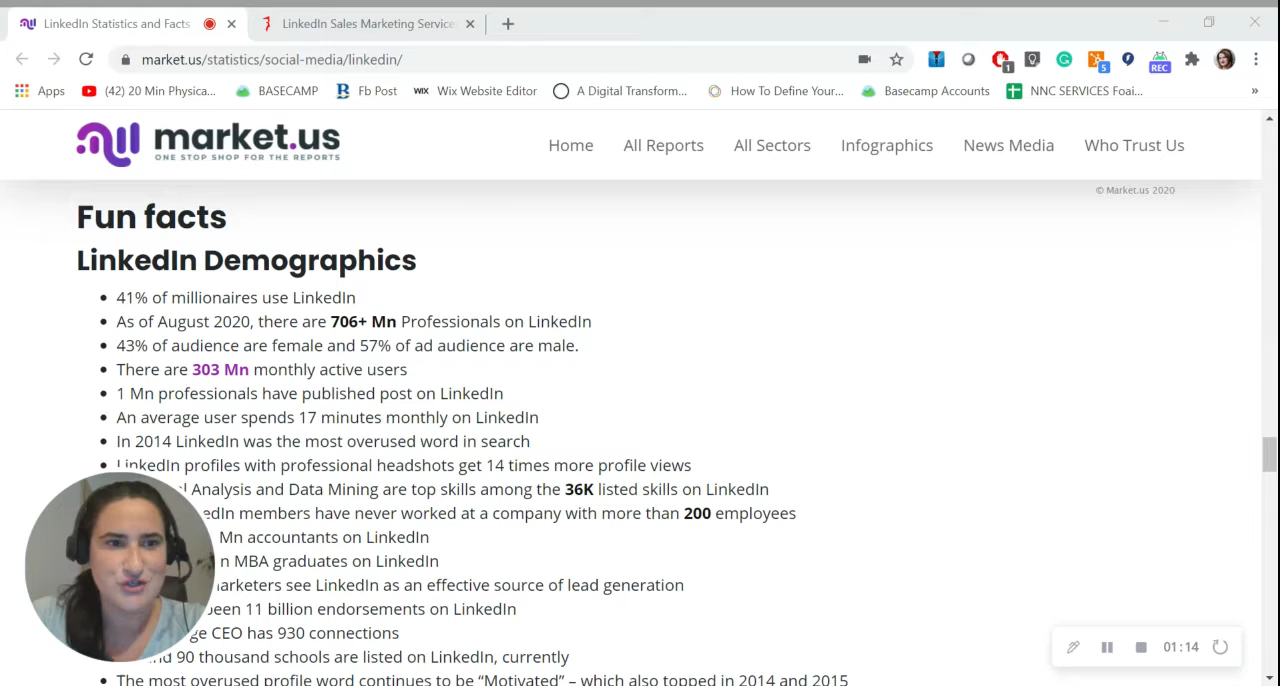 LinkedIn Statistics and Facts
LinkedIn Sales Marketing Service
market.us/statistics/social-media/linkedin/
1
5
REC
Apps
(42) 20 Min Physica...
BASECAMP
Fb Post
WIX Wix Website Editor
A Digital Transform...
How To Define Your...
Basecamp Accounts
NNC SERVICES Foai...
»
market.us
ONE STOP SHOP FOR THE REPORTS
Home
All Reports
All Sectors
Infographics
News Media
Who Trust Us
© Market.us 2020
Fun facts
LinkedIn Demographics
41% of millionaires use LinkedIn
As of August 2020, there are 706+ Mn Professionals on LinkedIn
43% of audience are female and 57% of ad audience are male.
There are 303 Mn monthly active users
1 Mn professionals have published post on LinkedIn
An average user spends 17 minutes monthly on LinkedIn
In 2014 LinkedIn was the most overused word in search
LinkedIn profiles with professional headshots get 14 times more profile views
Analysis and Data Mining are top skills among the 36K listed skills on LinkedIn
members have never worked at a company with more than 200 employees
Mn accountants on LinkedIn
MBA graduates on LinkedIn
see LinkedIn as an effective source of lead generation
11 billion endorsements on LinkedIn
CEO has 930 connections
90 thousand schools are listed on LinkedIn, currently
The most overused profile word continues to be “Motivated” – which also topped in 2014 and 2015
01:14